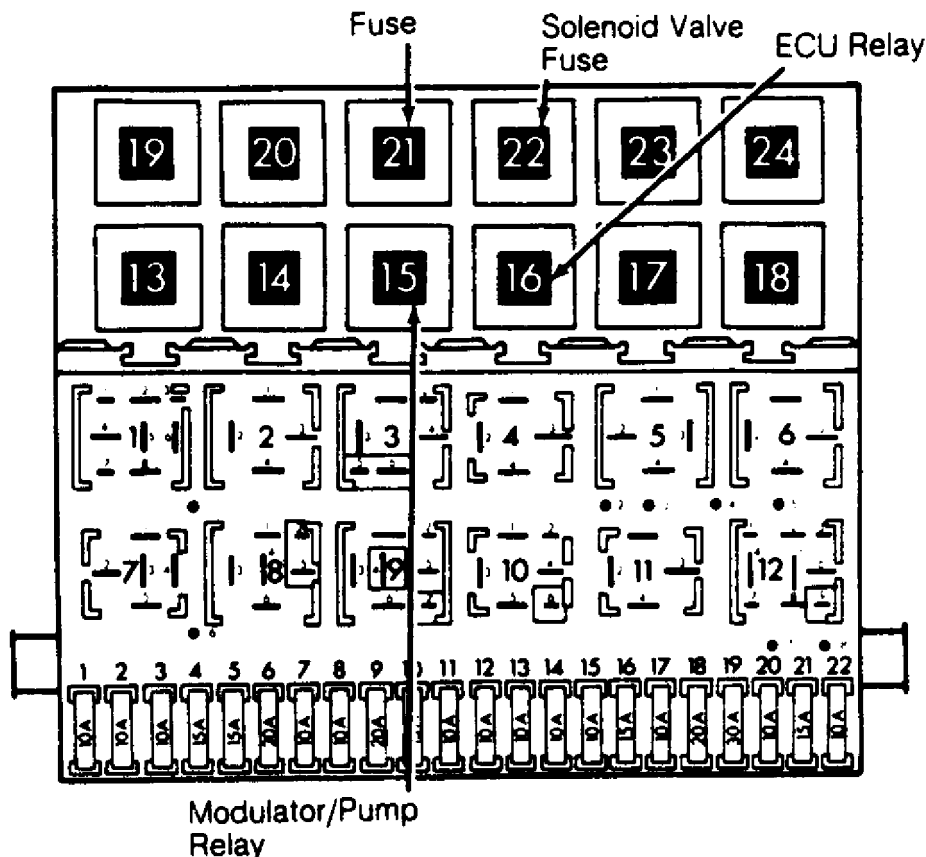 Fuse
Solenoid Valve
Fuse
ECU Relay
19 20 21 22 23 24
13 14 15 16 17 18
1 2 3 4 5 6
7 8 9 10 11 12
1 2 3 4 5 6 7 8 9 11 12 13 14 15 16 17 18 19 20 21 22
10A 10A 10A 15A 15A 20A 10A 10A 20A 10A 10A 10A 10A 10A 15A 10A 20A 30A 10A 15A 10A
Modulator/Pump
Relay